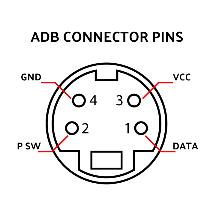 ADB CONNECTOR PINS
GND VCC
4 3
2 1
P SW DATA